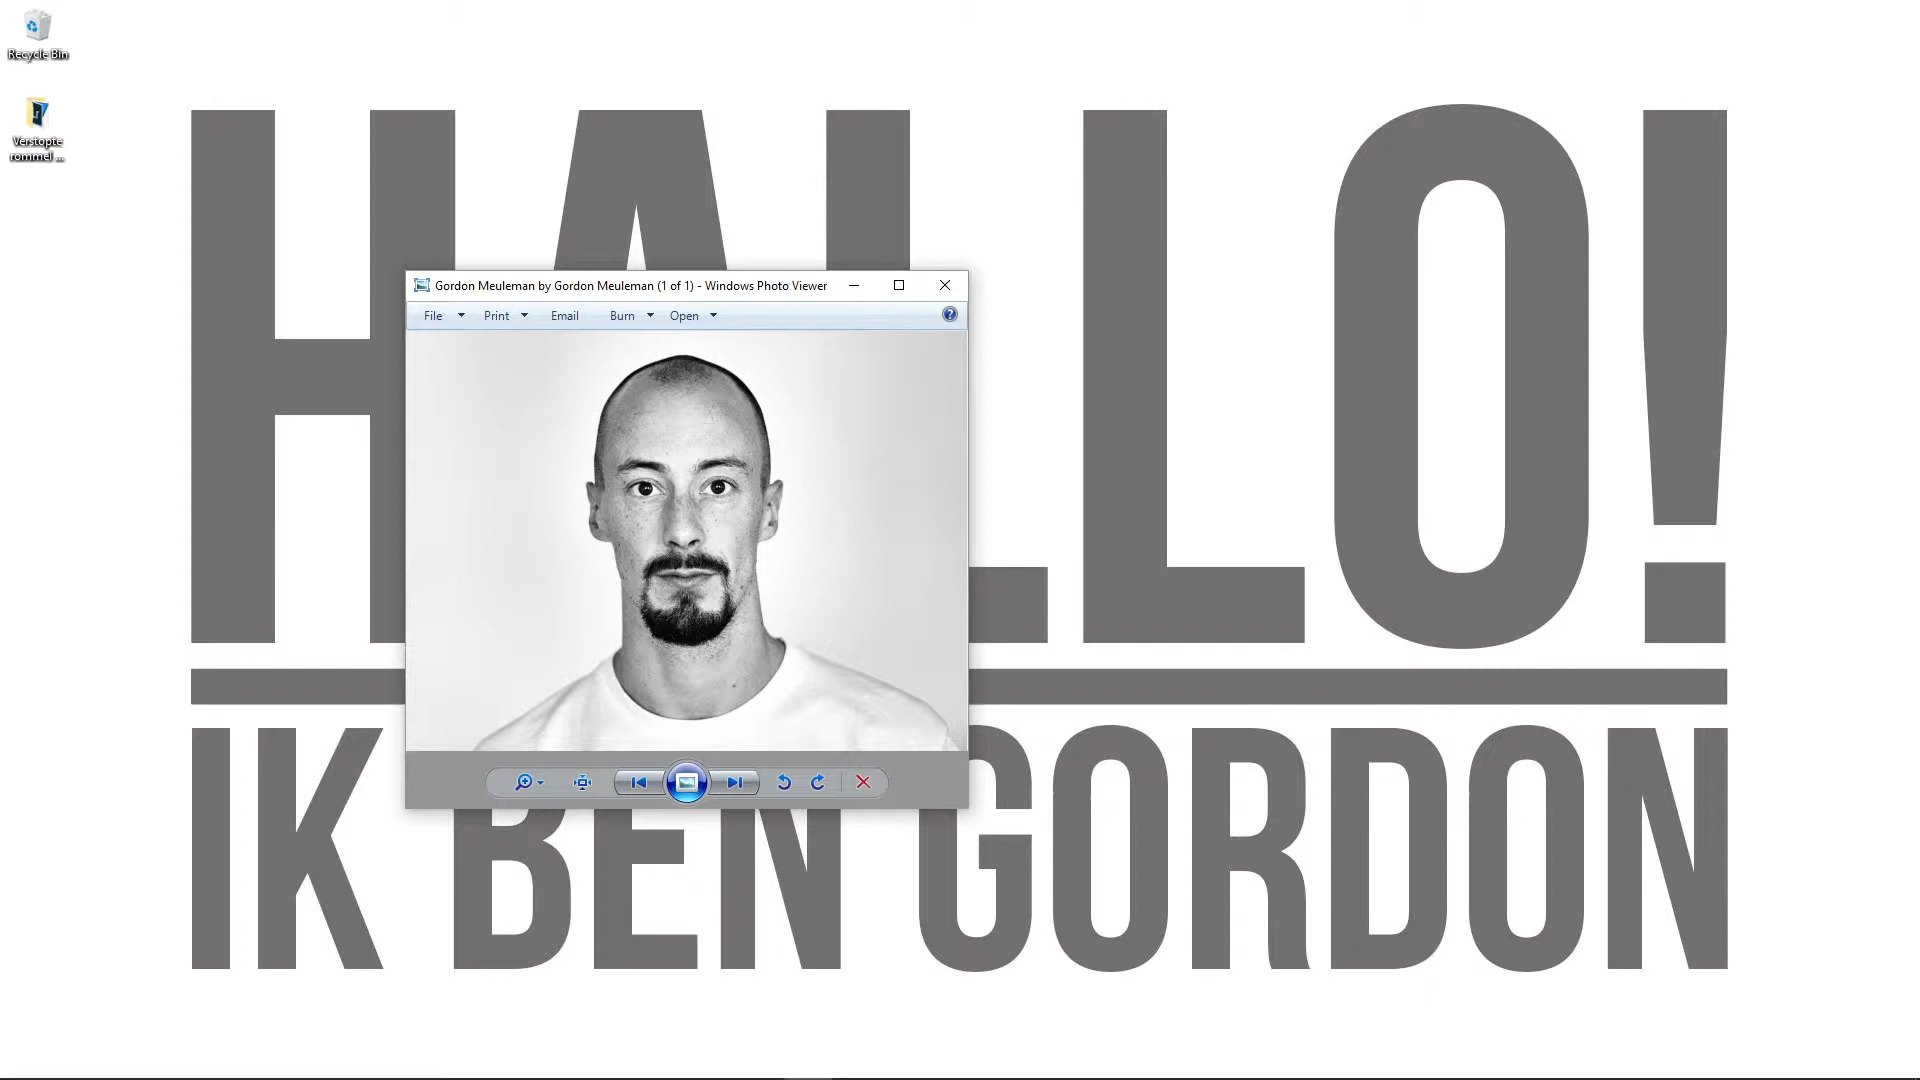 Recycle Bin
Verstopte
rommel ...
HALLO!
Gordon Meuleman by Gordon Meuleman (1 of 1) - Windows Photo Viewer
File Print Email Burn Open
IK BEN GORDON